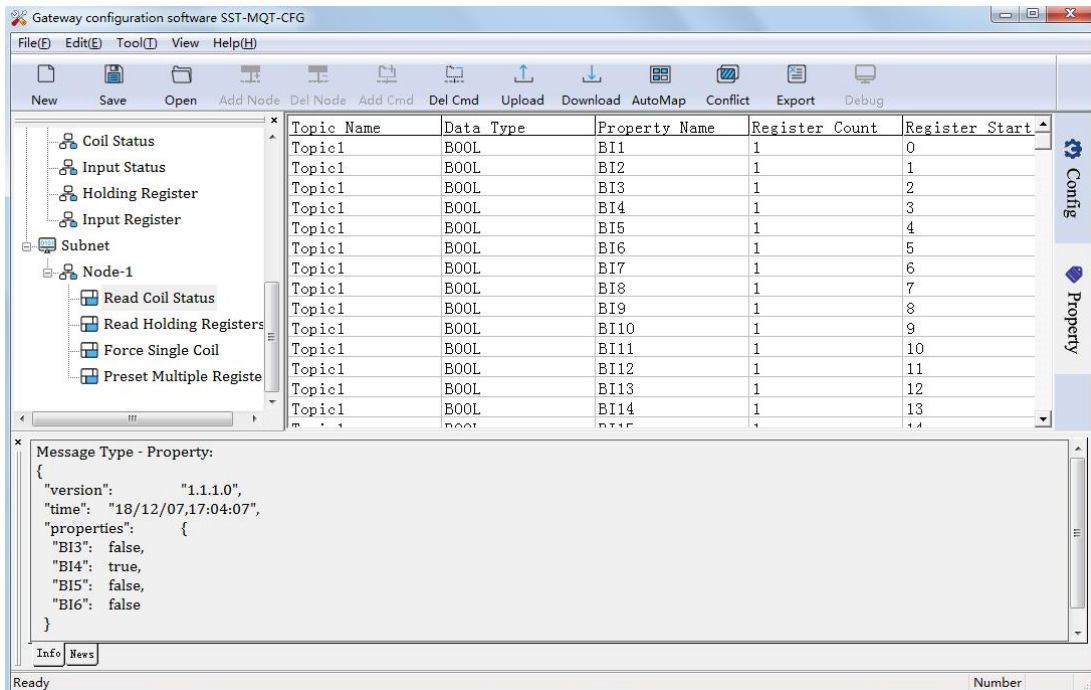 Gateway configuration software SST-MQT-CFG
File(F) Edit(E) Tool(T) View Help(H)
New Save Open Add Node Del Node Add Cmd Del Cmd Upload Download AutoMap Conflict Export Debug
Coil Status
Input Status
Holding Register
Input Register
Subnet
Node-1
Read Coil Status
Read Holding Registers
Force Single Coil
Preset Multiple Registe
Topic Name Data Type Property Name Register Count Register Start
Topic1 BOOL BI1 1 0
Topic1 BOOL BI2 1 1
Topic1 BOOL BI3 1 2
Topic1 BOOL BI4 1 3
Topic1 BOOL BI5 1 4
Topic1 BOOL BI6 1 5
Topic1 BOOL BI7 1 6
Topic1 BOOL BI8 1 7
Topic1 BOOL BI9 1 8
Topic1 BOOL BI10 1 9
Topic1 BOOL BI11 1 10
Topic1 BOOL BI12 1 11
Topic1 BOOL BI13 1 12
Topic1 BOOL BI14 1 13
Config
Property
Message Type - Property:
{
"version": "1.1.1.0",
"time": "18/12/07,17:04:07",
"properties": {
"BI3": false,
"BI4": true,
"BI5": false,
"BI6": false
}
Info News
Ready Number